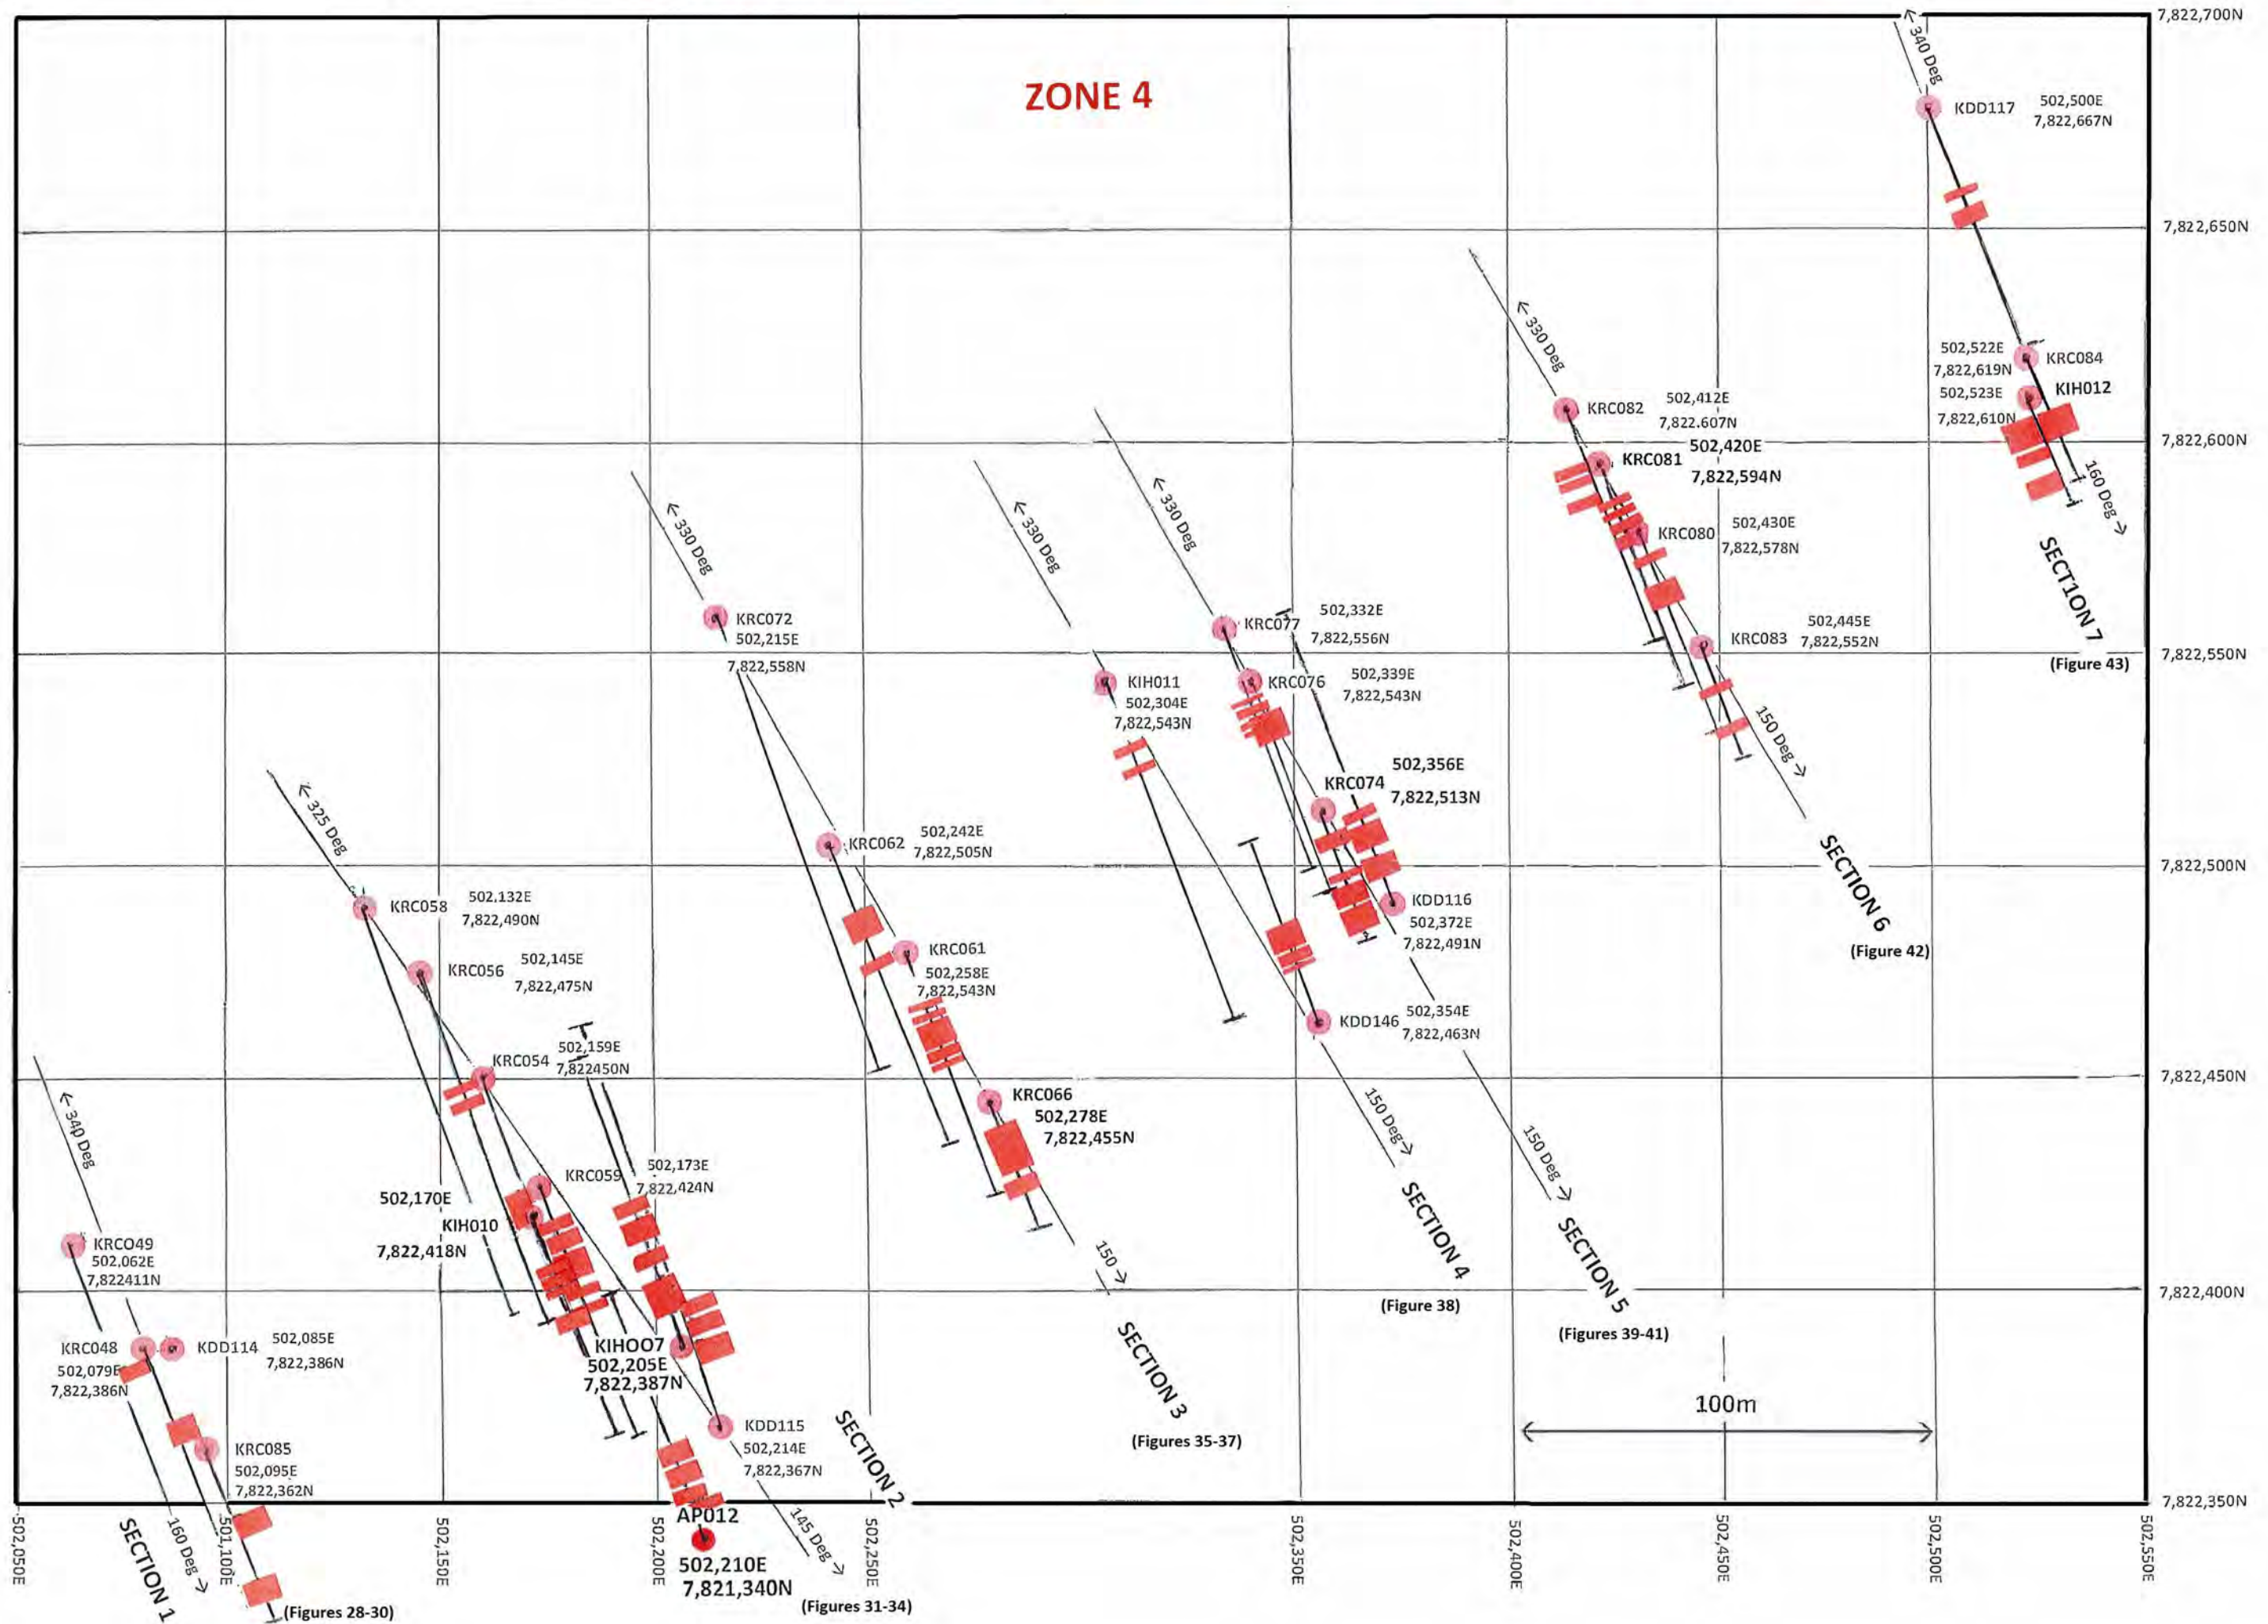 ZONE 4
7,822,700N
← 340 Deg
KDD117
502,500E
7,822,667N
7,822,650N
← 330 Deg
502,522E
7,822,619N
KRC084
502,523E
7,822,610N
KIH012
KRC082
502,412E
7,822.607N
7,822,600N
KRC081
502,420E
7,822,594N
160 Deg →
SECT1ON 7
(Figure 43)
KRC080
502,430E
7,822,578N
KRC083
502,445E
7,822,552N
7,822,550N
150 Deg →
SECTION 6
(Figure 42)
← 330 Deg
KRC077
502,332E
7,822,556N
KRC076
502,339E
7,822,543N
KRC074
502,356E
7,822,513N
KDD116
502,372E
7,822,491N
7,822,500N
← 330 Deg
KIH011
502,304E
7,822,543N
KDD146
502,354E
7,822,463N
150 Deg →
SECTION 4
(Figure 38)
150 Deg →
SECTION 5
(Figures 39-41)
← 330 Deg
KRC072
502,215E
7,822,558N
KRC062
502,242E
7,822,505N
KRC061
502,258E
7,822,543N
KRC066
502,278E
7,822,455N
7,822,450N
150 →
SECTION 3
(Figures 35-37)
← 325 Deg
KRC058
502,132E
7,822,490N
KRC056
502,145E
7,822,475N
KRC054
502,159E
7,822450N
KRC059
502,173E
7,822,424N
502,170E
KIH010
7,822,418N
KIHOO7
502,205E
7,822,387N
KDD115
502,214E
7,822,367N
SECTION 2
145 Deg →
(Figures 31-34)
AP012
502,210E
7,821,340N
← 340 Deg
KRCO49
502,062E
7,822411N
KRC048
502,079E
7,822,386N
KDD114
502,085E
7,822,386N
KRC085
502,095E
7,822,362N
160 Deg →
SECTION 1
(Figures 28-30)
7,822,400N
100m
7,822,350N
502,050E
501,100E
502,150E
502,200E
502,250E
502,350E
502,400E
502,450E
502,500E
502,550E